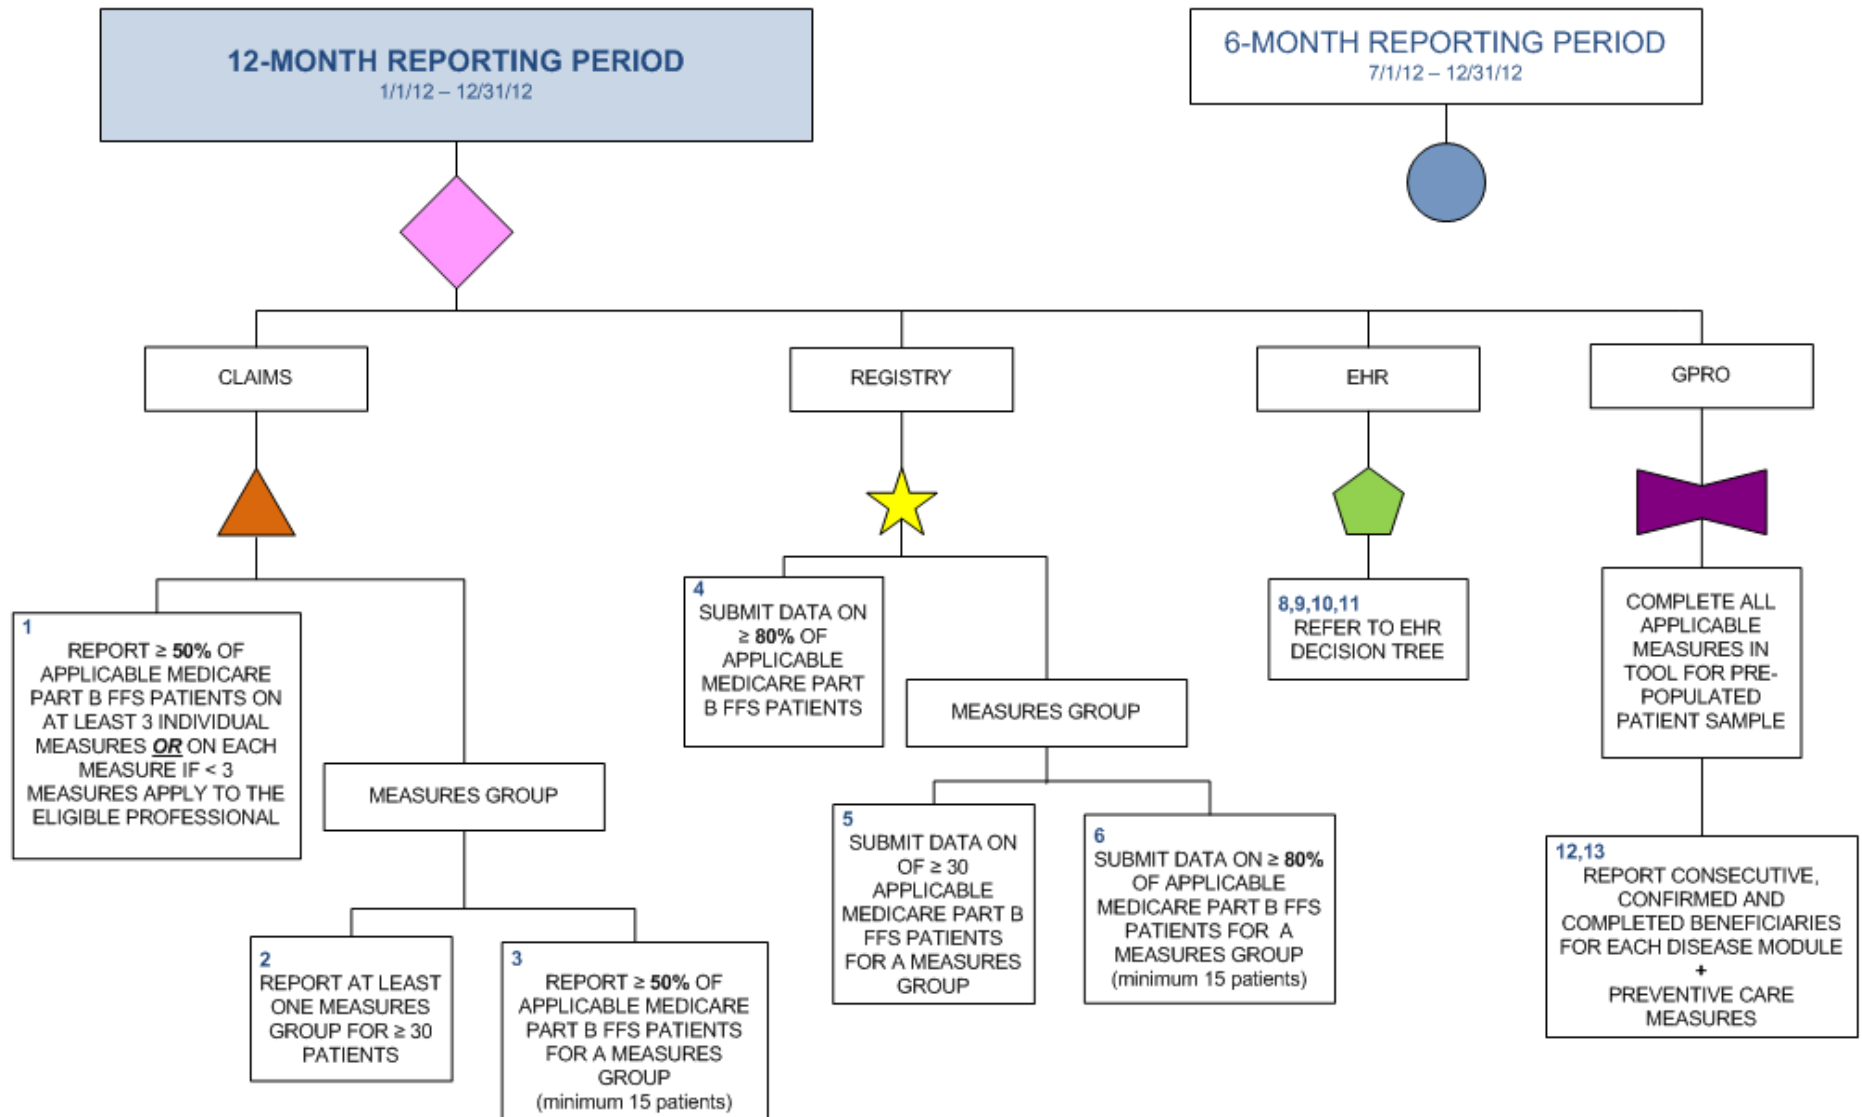 12-MONTH REPORTING PERIOD
1/1/12 – 12/31/12
6-MONTH REPORTING PERIOD
7/1/12 – 12/31/12
CLAIMS
REGISTRY
EHR
GPRO
1
REPORT ≥ 50% OF
APPLICABLE MEDICARE
PART B FFS PATIENTS ON
AT LEAST 3 INDIVIDUAL
MEASURES OR ON EACH
MEASURE IF < 3
MEASURES APPLY TO THE
ELIGIBLE PROFESSIONAL
MEASURES GROUP
2
REPORT AT LEAST
ONE MEASURES
GROUP FOR ≥ 30
PATIENTS
3
REPORT ≥ 50% OF
APPLICABLE MEDICARE
PART B FFS PATIENTS
FOR A MEASURES
GROUP
(minimum 15 patients)
4
SUBMIT DATA ON
≥ 80% OF
APPLICABLE
MEDICARE PART
B FFS PATIENTS
MEASURES GROUP
5
SUBMIT DATA ON
OF ≥ 30
APPLICABLE
MEDICARE PART B
FFS PATIENTS
FOR A MEASURES
GROUP
6
SUBMIT DATA ON ≥ 80%
OF APPLICABLE
MEDICARE PART B FFS
PATIENTS FOR A
MEASURES GROUP
(minimum 15 patients)
8,9,10,11
REFER TO EHR
DECISION TREE
COMPLETE ALL
APPLICABLE
MEASURES IN
TOOL FOR PRE-
POPULATED
PATIENT SAMPLE
12,13
REPORT CONSECUTIVE,
CONFIRMED AND
COMPLETED BENEFICIARIES
FOR EACH DISEASE MODULE
+
PREVENTIVE CARE
MEASURES